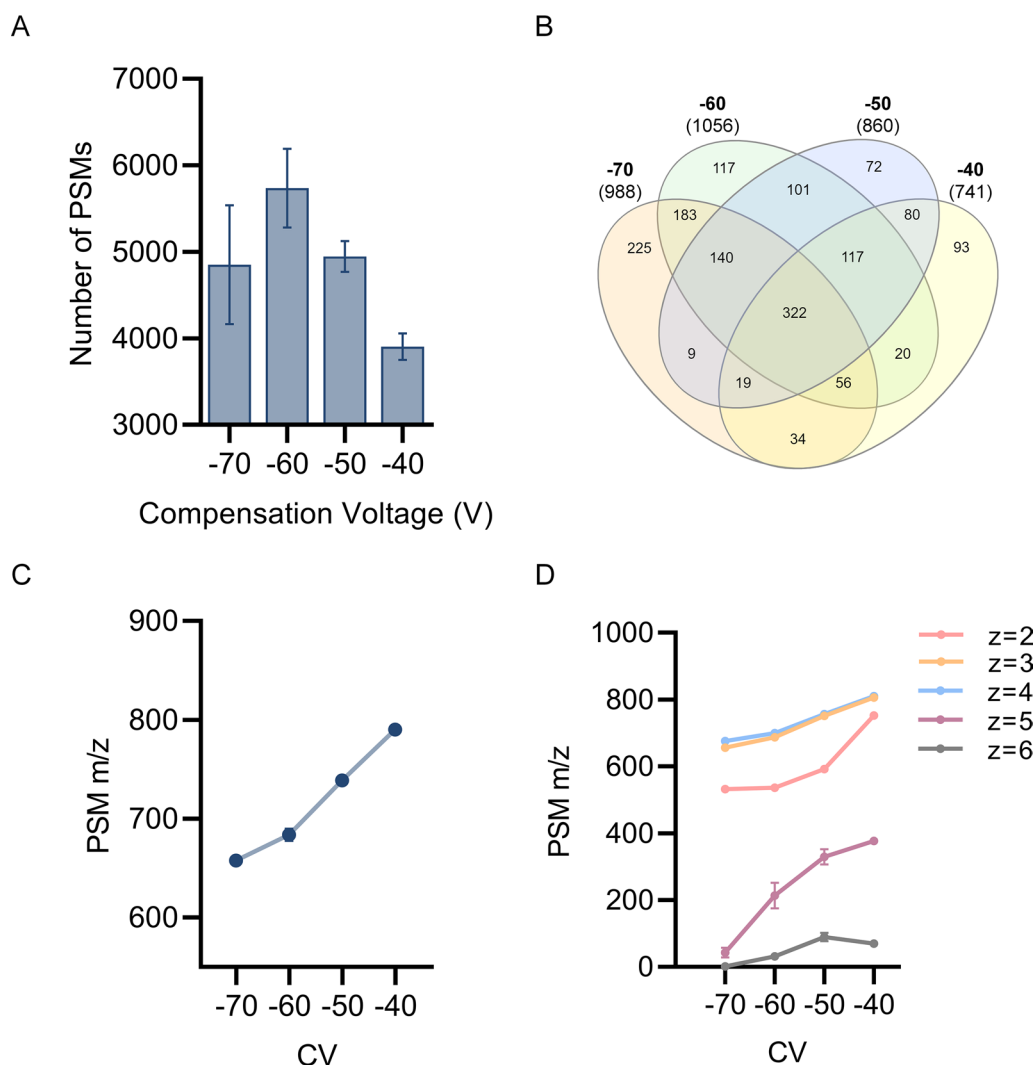 A
7000
6000
5000
4000
3000
Number of PSMs
-70 -60 -50 -40
Compensation Voltage (V)
B
-60
(1056)
-50
(860)
-70
(988)
-40
(741)
117
72
101
183
80
225
140
117
93
322
9
20
19
56
34
C
900
800
700
600
PSM m/z
-70 -60 -50 -40
CV
D
1000
800
600
400
200
0
PSM m/z
-70 -60 -50 -40
CV
z=2
z=3
z=4
z=5
z=6